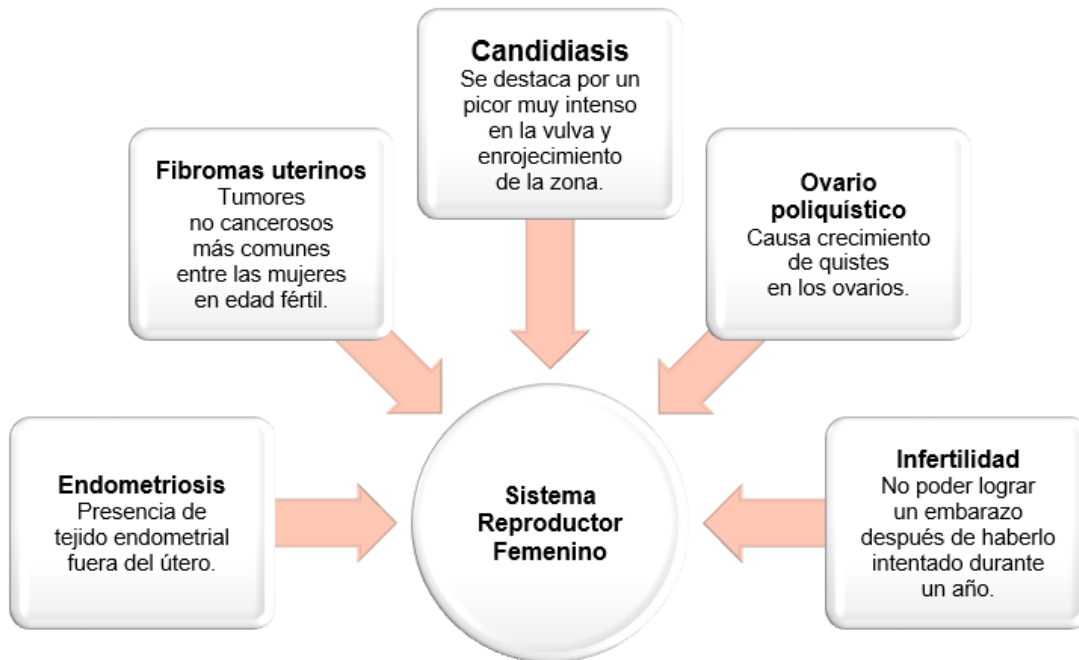 Candidiasis
Se destaca por un
picor muy intenso
en la vulva y
enrojecimiento
de la zona.
Fibromas uterinos
Tumores
no cancerosos
más comunes
entre las mujeres
en edad fértil.
Ovario
poliquístico
Causa crecimiento
de quistes
en los ovarios.
Endometriosis
Presencia de
tejido endometrial
fuera del útero.
Sistema
Reproductor
Femenino
Infertilidad
No poder lograr
un embarazo
después de haberlo
intentado durante
un año.